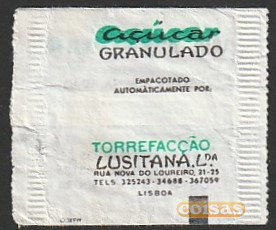 Açúcar
GRANULADO
EMPACOTADO
AUTOMÀTICAMENTE POR:
TORREFACÇÃO
LUSITANA, L.DA
RUA NOVA DO LOUREIRO, 21-25
TELS. 325243-34688-367059
LISBOA
coisas